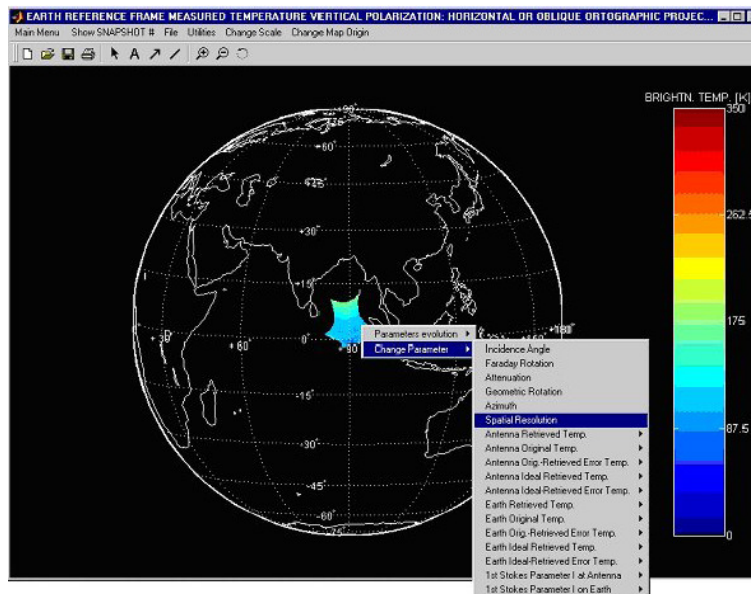 EARTH REFERENCE FRAME MEASURED TEMPERATURE VERTICAL POLARIZATION: HORIZONTAL OR OBLIQUE ORTOGRAPHIC PROJEC...
Main Menu Show SNAPSHOT # File Utilities Change Scale Change Map Origin
BRIGHTN. TEMP. [K]
350
+90°
+60°
+45°
262.5
+30°
+15°
175
Parameters evolution
+180°
+30
+60
0°
+90
Change Parameter
Incidence Angle
Faraday Rotation
Attenuation
Geometric Rotation
-15°
Azimuth
Spatial Resolution
87.5
Antenna Retrieved Temp.
-30°
Antenna Original Temp.
Antenna Orig.-Retrieved Error Temp.
Antenna Ideal Retrieved Temp.
-45°
Antenna Ideal-Retrieved Error Temp.
Earth Retrieved Temp.
-60°
Earth Original Temp.
-75°
Earth Orig.-Retrieved Error Temp.
0
Earth Ideal Retrieved Temp.
Earth Ideal-Retrieved Error Temp.
1st Stokes Parameter I at Antenna
1st Stokes Parameter I on Earth